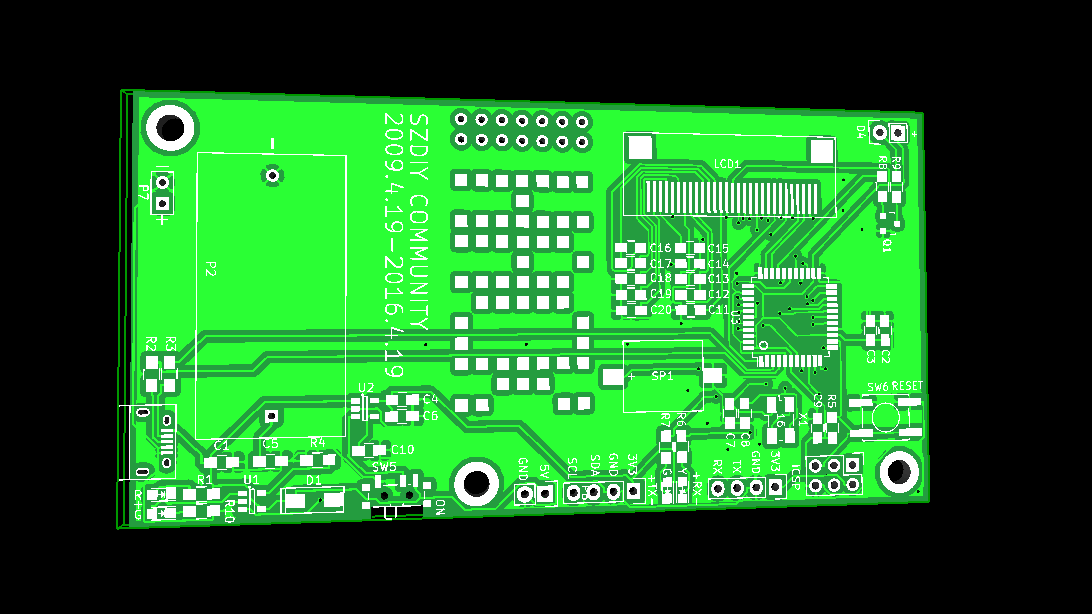 SZDIY COMMUNITY
2009.4.19-2016.4.19
D4
+
R8
R9
LCD1
P7
+
P2
Q1
C16
C15
C17
C14
C18
C13
C19
C12
C20
C11
U3
R2
R3
C3
C2
+
SP1
U2
C4
C6
SW6
RESET
C9
R5
X1
R7
R6
C7
C8
C1
C5
R4
C10
SW5
ON
R1
U1
D1
R10
GND
5V
SCL
SDA
GND
3V3
+TX-
+RX-
RX
TX
GND
3V3
ICSP